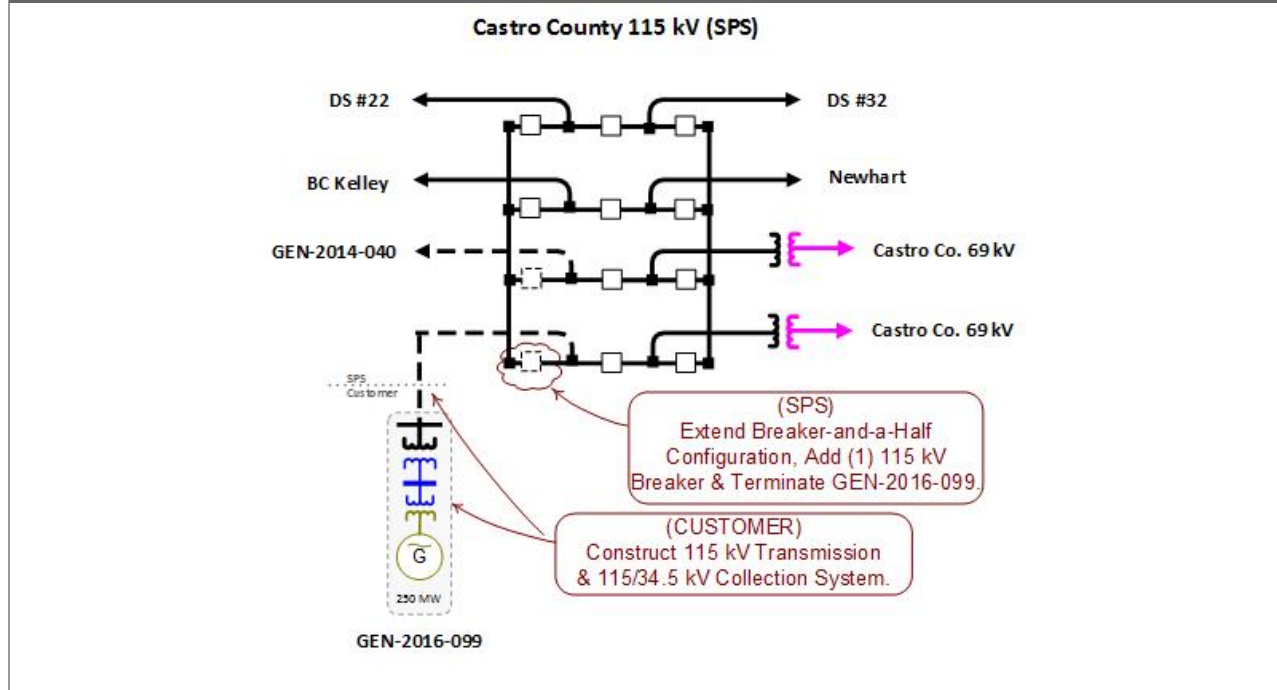 Castro County 115 kV (SPS)
DS #22
DS #32
BC Kelley
Newhart
GEN-2014-040
Castro Co. 69 kV
Castro Co. 69 kV
SPS
Customer
(SPS)
Extend Breaker-and-a-Half
Configuration, Add (1) 115 kV
Breaker & Terminate GEN-2016-099.
(CUSTOMER)
Construct 115 kV Transmission
& 115/34.5 kV Collection System.
G
250 MW
GEN-2016-099